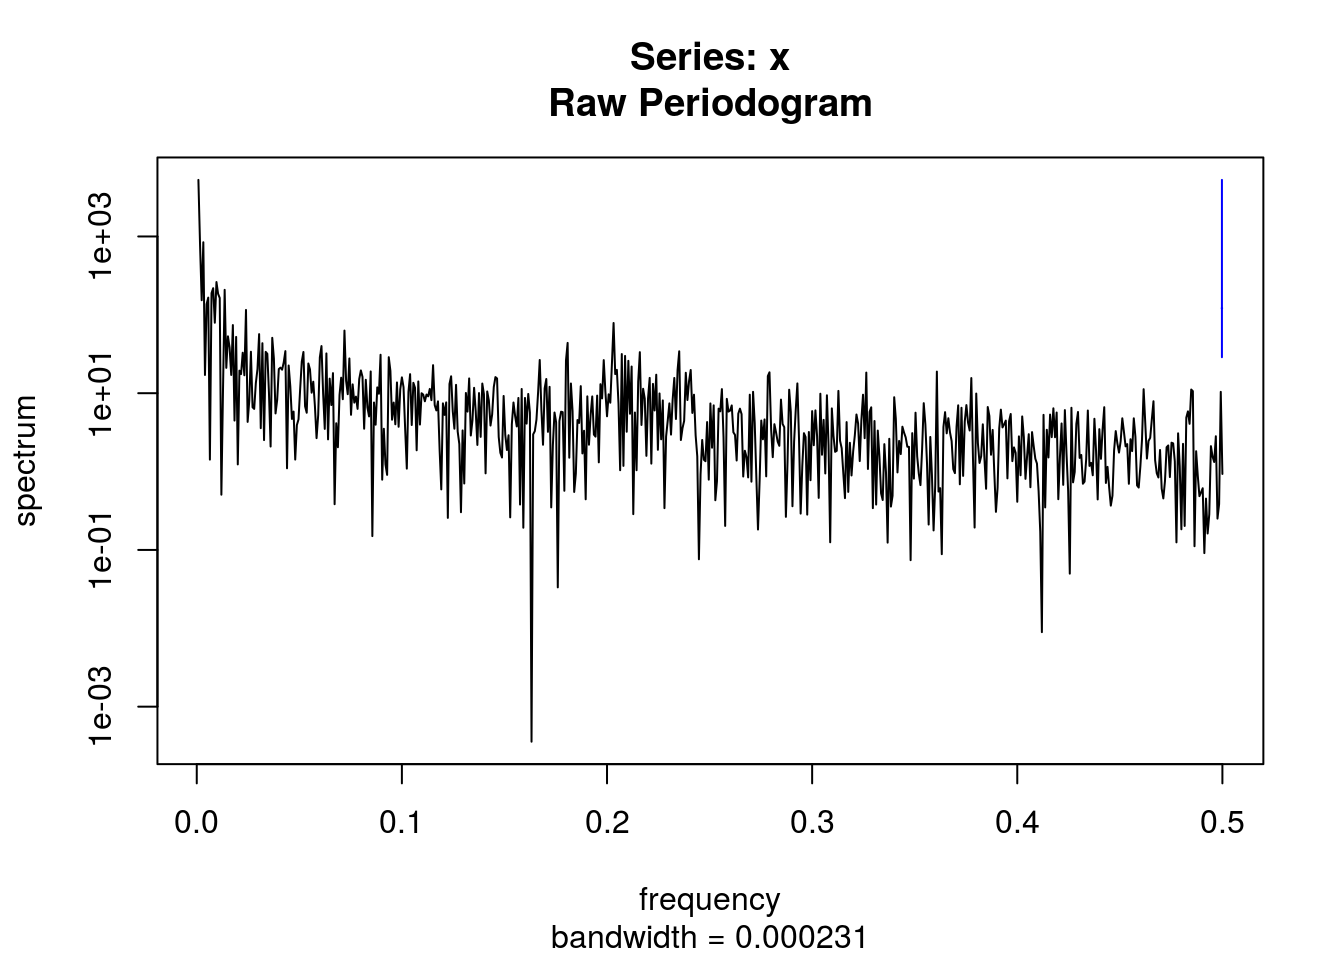 Series: x
Raw Periodogram
spectrum
1e+03
1e+01
1e-01
1e-03
0.0 0.1 0.2 0.3 0.4 0.5
frequency
bandwidth = 0.000231